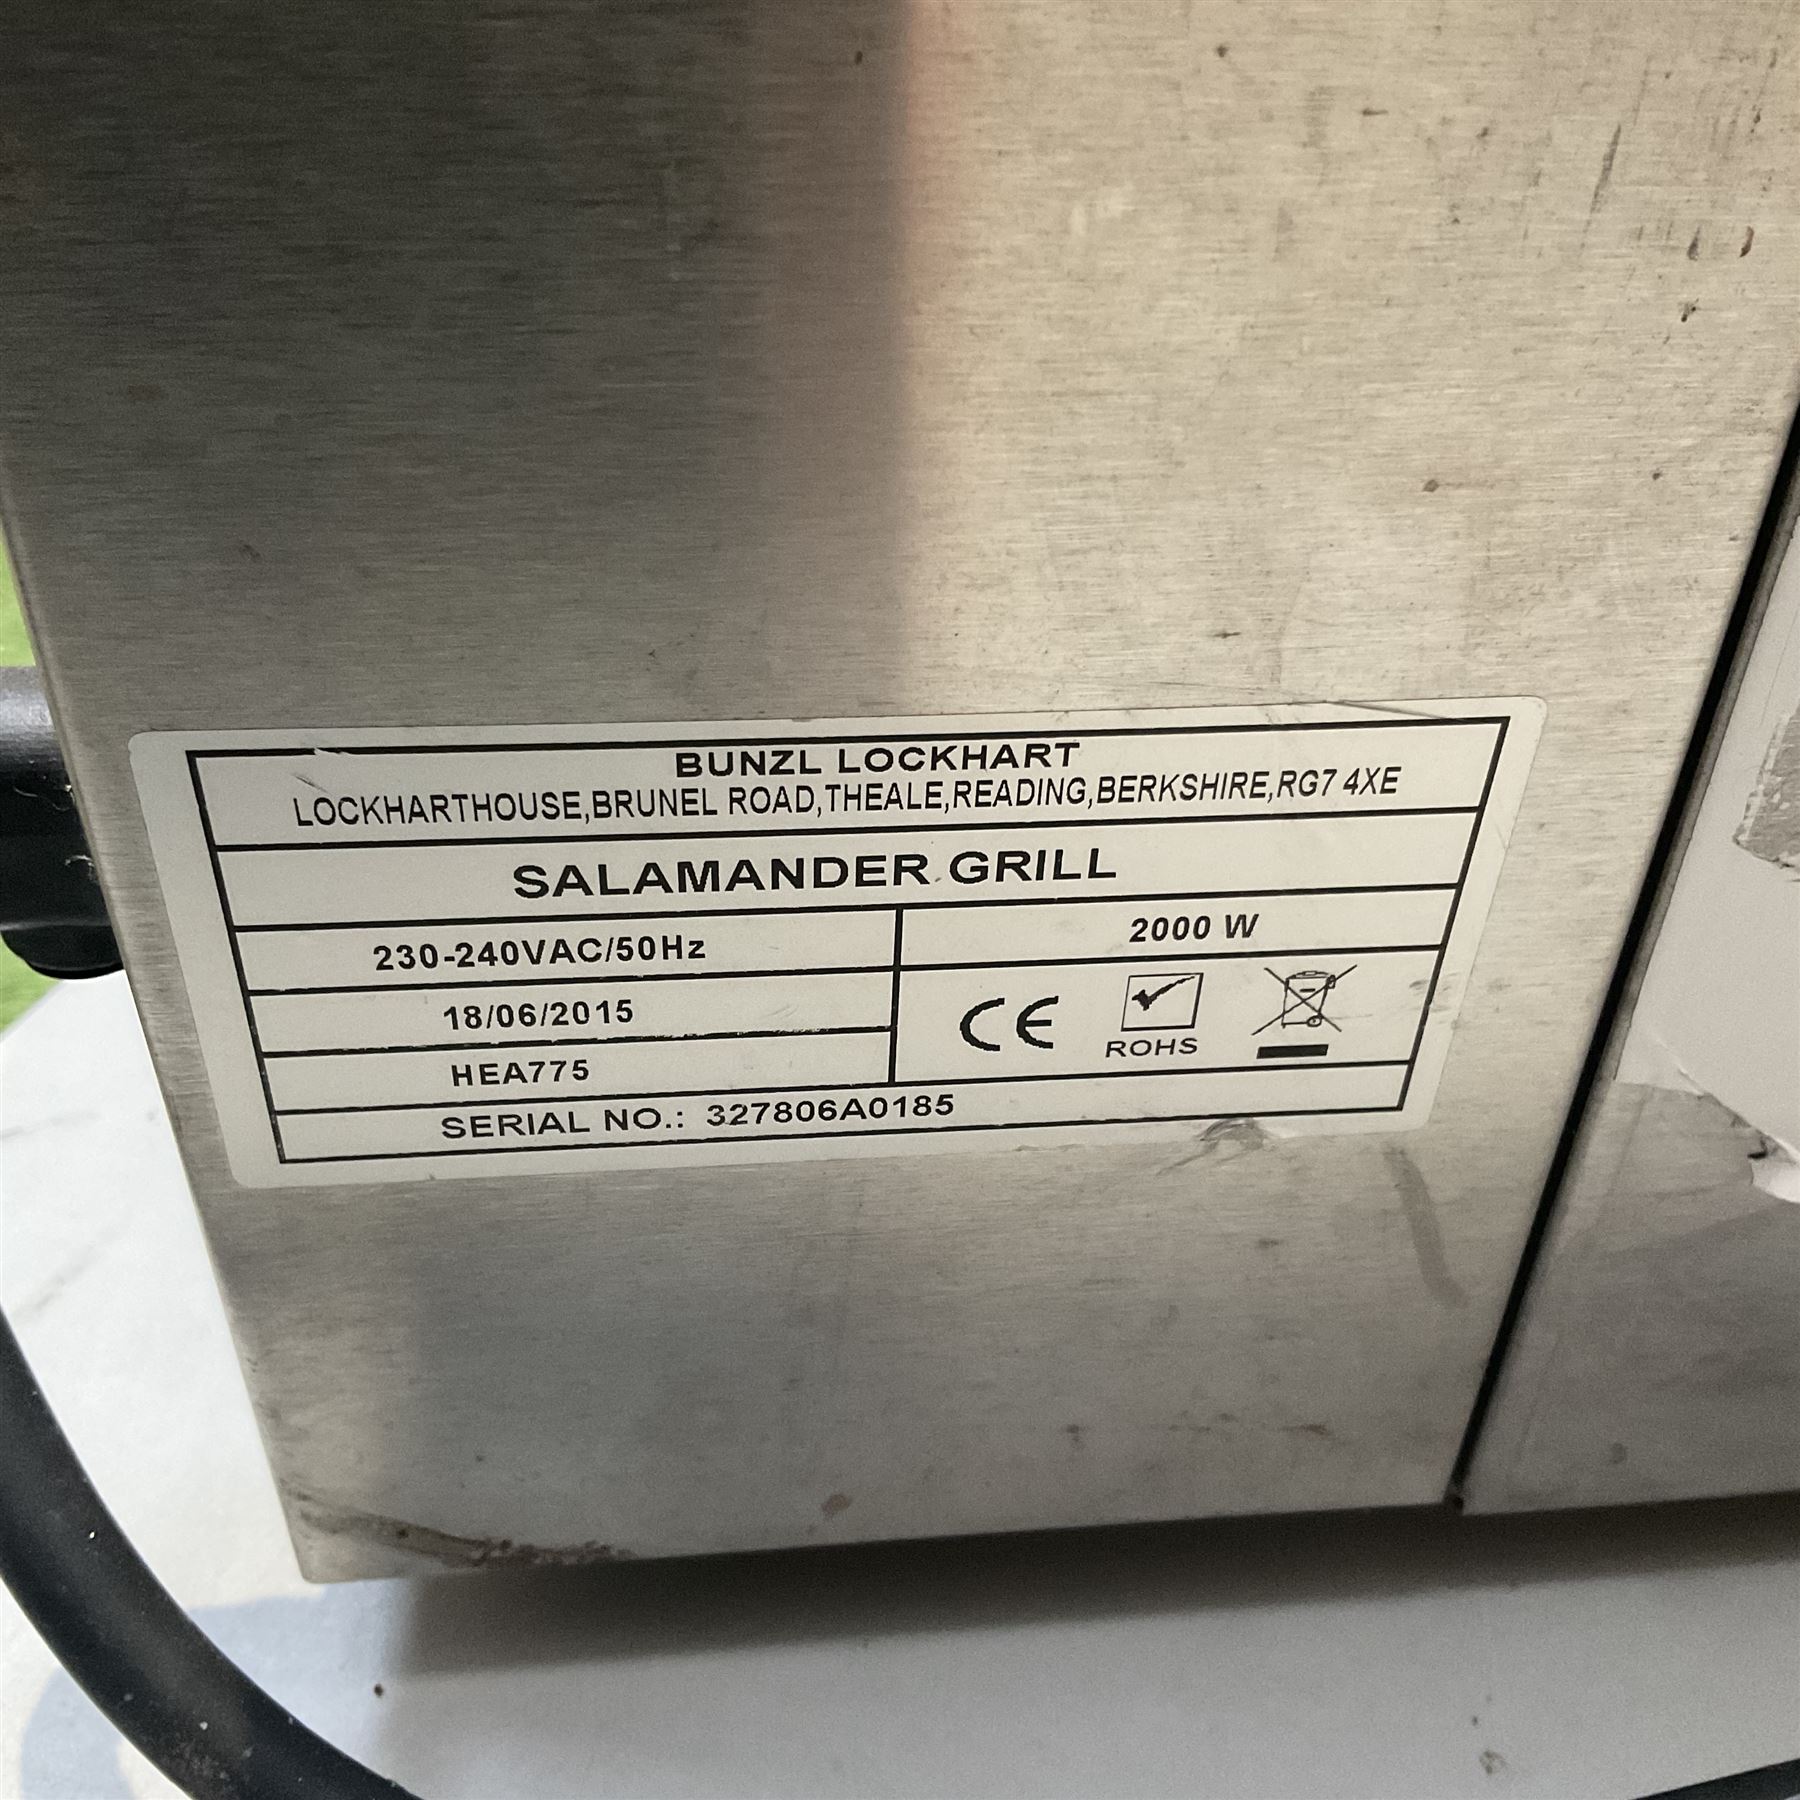 BUNZL LOCKHART
LOCKHARTHOUSE,BRUNEL ROAD,THEALE,READING,BERKSHIRE,RG7 4XE
SALAMANDER GRILL
230-240VAC/50Hz
2000 W
18/06/2015
CE
ROHS
HEA775
SERIAL NO.: 327806A0185